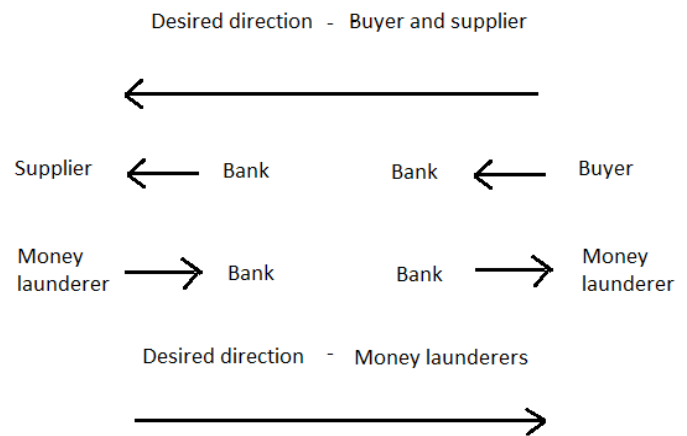 Desired direction - Buyer and supplier
Supplier Bank Bank Buyer
Money launderer Bank Bank Money launderer
Desired direction - Money launderers